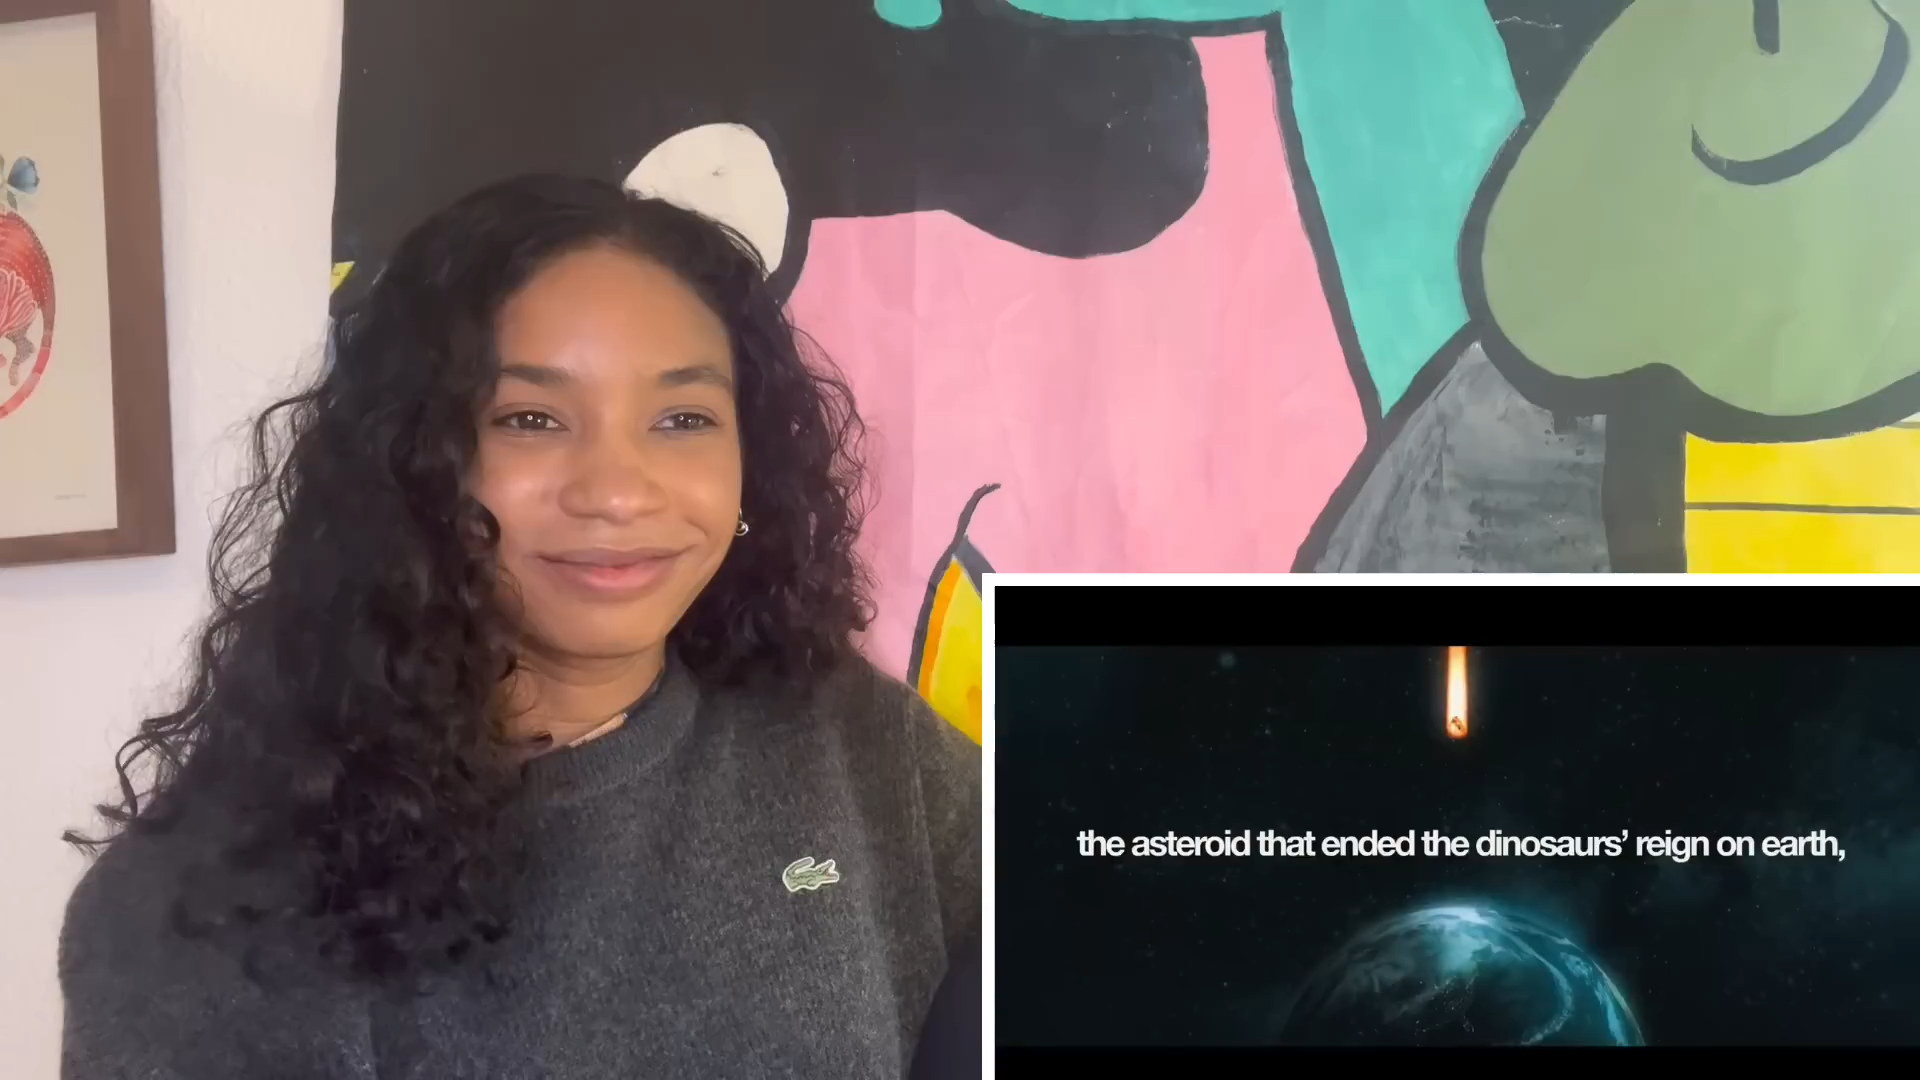 the asteroid that ended the dinosaurs’ reign on earth,